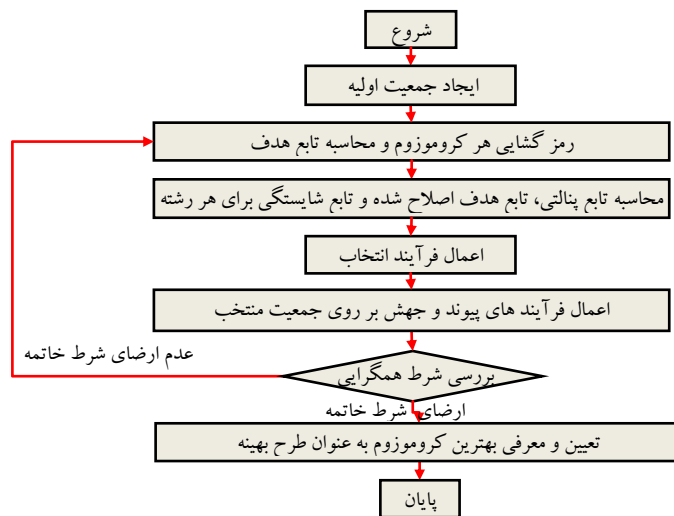 شروع
ایجاد جمعیت اولیه
رمز گشایی هر کروموزوم و محاسبه تابع هدف
محاسبه تابع پنالتی، تابع هدف اصلاح شده و تابع شایستگی برای هر رشته
اعمال فرآیند انتخاب
اعمال فرآیند های پیوند و جهش بر روی جمعیت منتخب
عدم ارضای شرط خاتمه
بررسی شرط همگرایی
ارضای شرط خاتمه
تعیین و معرفی بهترین کروموزوم به عنوان طرح بهینه
پایان